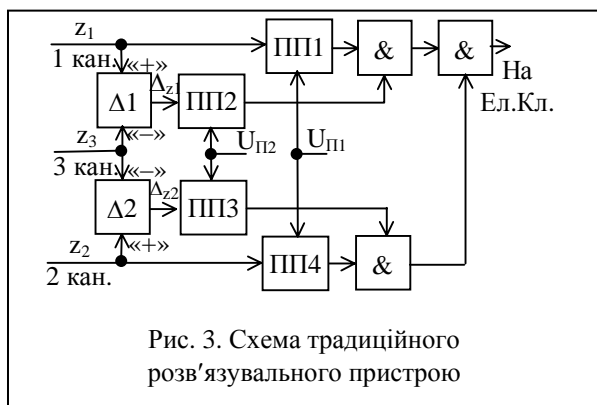 z1 ПП1 & &
1 кан. «+» На
Δz1 Ел.Кл.
Δ1 ПП2
z3 «–» UП2 UП1
3 кан. «–»
Δz2
Δ2 ПП3
z2 «+» ПП4 &
2 кан.
Рис. 3. Схема традиційного
розв′язувального пристрою